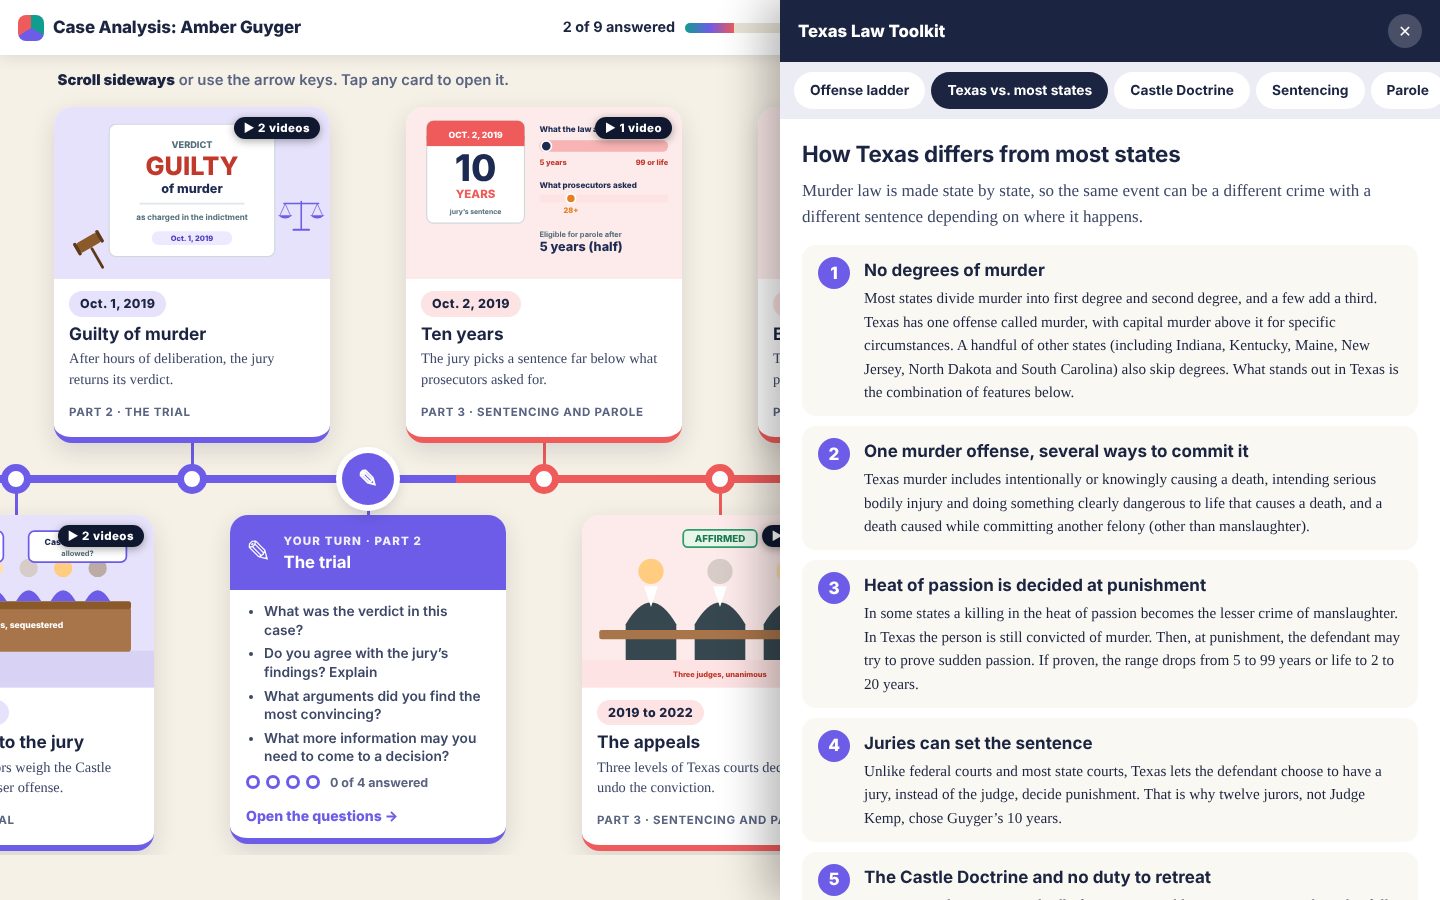 Case Analysis: Amber Guyger
2 of 9 answered
Scroll sideways or use the arrow keys. Tap any card to open it.
▶ 2 videos
VERDICT
GUILTY
of murder
as charged in the indictment
Oct. 1, 2019
Oct. 1, 2019
Guilty of murder
After hours of deliberation, the jury
returns its verdict.
PART 2 · THE TRIAL
▶ 1 video
OCT. 2, 2019
10
YEARS
jury's sentence
What the law
5 years
99 or life
What prosecutors asked
28+
Eligible for parole after
5 years (half)
Oct. 2, 2019
Ten years
The jury picks a sentence far below what
prosecutors asked for.
PART 3 · SENTENCING AND PAROLE
▶ 2 videos
allowed?
s, sequestered
to the jury
rs weigh the Castle
ser offense.
AL
YOUR TURN · PART 2
The trial
• What was the verdict in this
case?
• Do you agree with the jury’s
findings? Explain
• What arguments did you find the
most convincing?
• What more information may you
need to come to a decision?
0 of 4 answered
Open the questions →
AFFIRMED
Three judges, unanimous
2019 to 2022
The appeals
Three levels of Texas courts dec
undo the conviction.
PART 3 · SENTENCING AND PA
Texas Law Toolkit
✕
Offense ladder
Texas vs. most states
Castle Doctrine
Sentencing
Parole
How Texas differs from most states
Murder law is made state by state, so the same event can be a different crime with a
different sentence depending on where it happens.
1
No degrees of murder
Most states divide murder into first degree and second degree, and a few add a third.
Texas has one offense called murder, with capital murder above it for specific
circumstances. A handful of other states (including Indiana, Kentucky, Maine, New
Jersey, North Dakota and South Carolina) also skip degrees. What stands out in Texas is
the combination of features below.
2
One murder offense, several ways to commit it
Texas murder includes intentionally or knowingly causing a death, intending serious
bodily injury and doing something clearly dangerous to life that causes a death, and a
death caused while committing another felony (other than manslaughter).
3
Heat of passion is decided at punishment
In some states a killing in the heat of passion becomes the lesser crime of manslaughter.
In Texas the person is still convicted of murder. Then, at punishment, the defendant may
try to prove sudden passion. If proven, the range drops from 5 to 99 years or life to 2 to
20 years.
4
Juries can set the sentence
Unlike federal courts and most state courts, Texas lets the defendant choose to have a
jury, instead of the judge, decide punishment. That is why twelve jurors, not Judge
Kemp, chose Guyger’s 10 years.
5
The Castle Doctrine and no duty to retreat